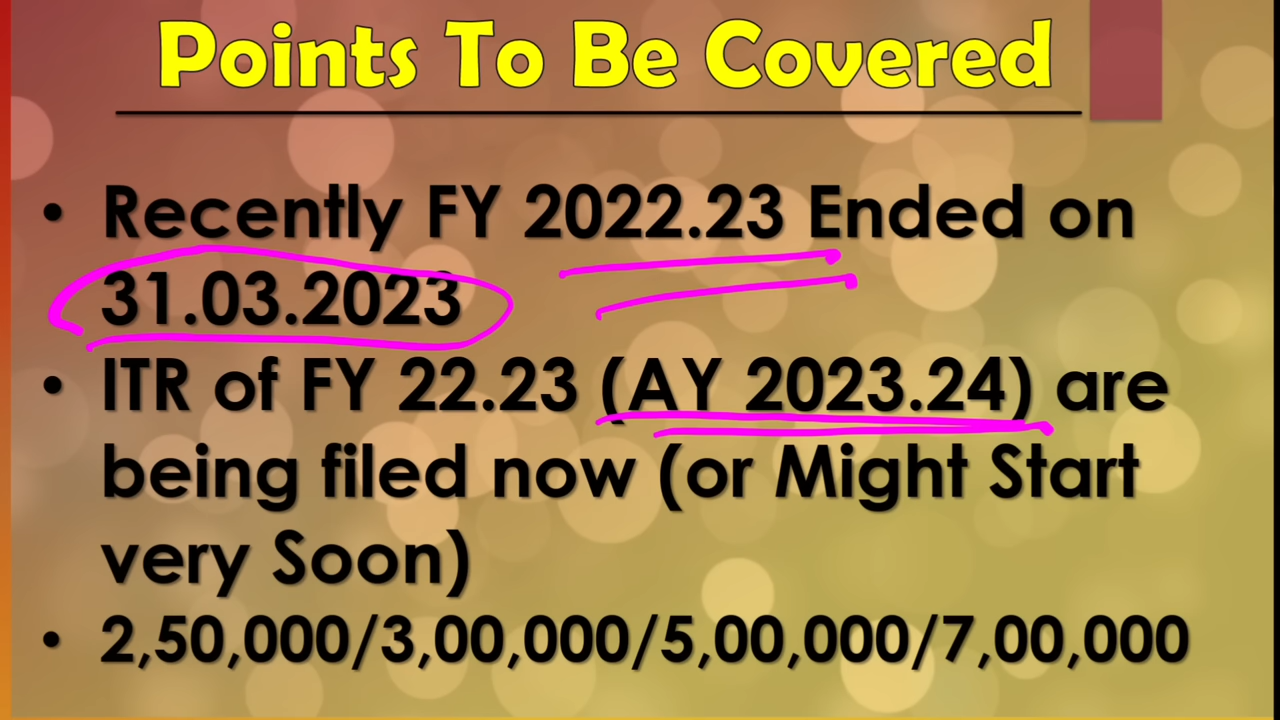 Points To Be Covered
• Recently FY 2022.23 Ended on
31.03.2023
• ITR of FY 22.23 (AY 2023.24) are
being filed now (or Might Start
very Soon)
• 2,50,000/3,00,000/5,00,000/7,00,000